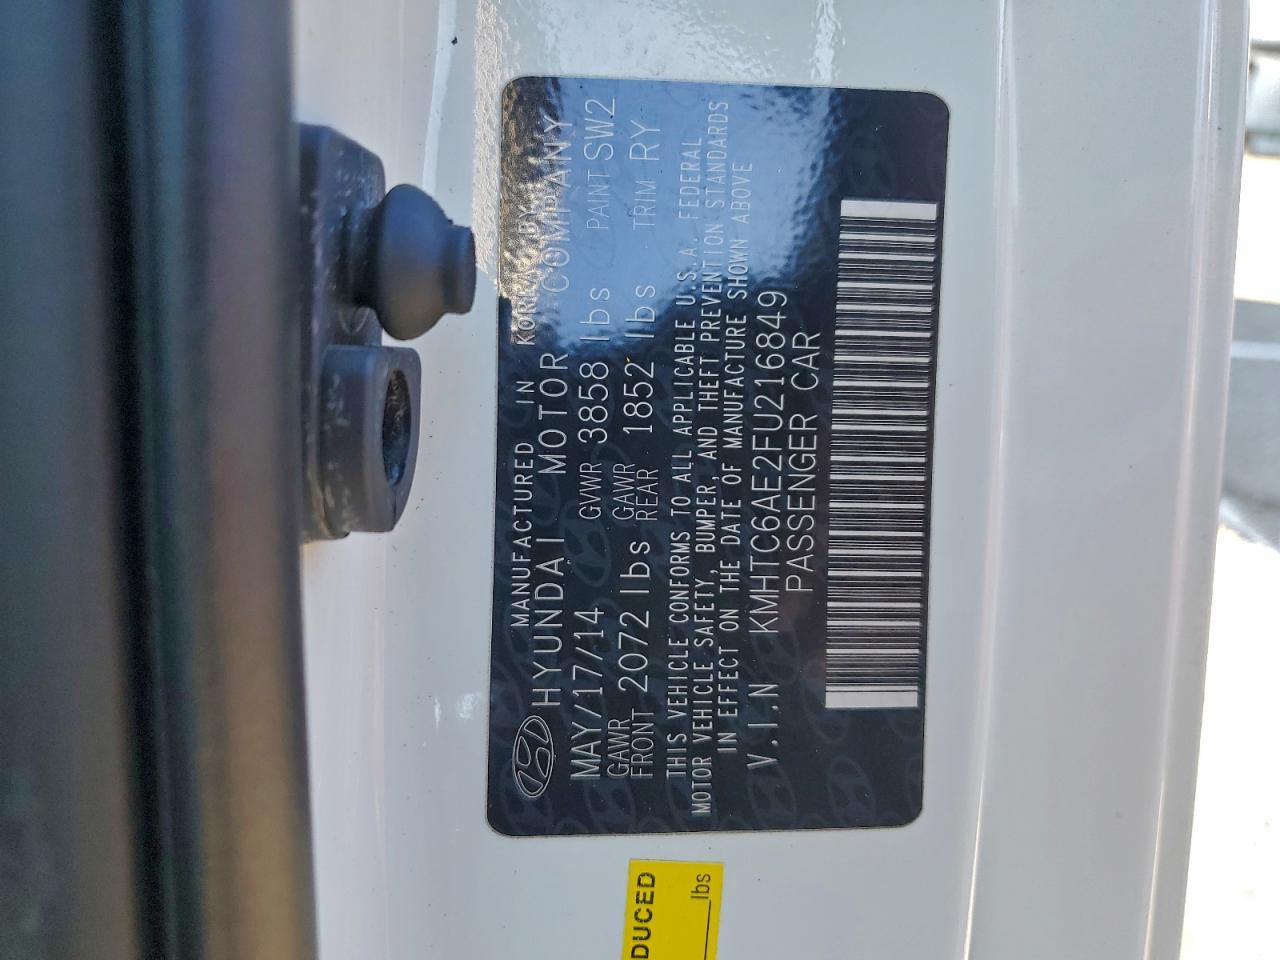 MANUFACTURED IN KOREA BY
HYUNDAI MOTOR COMPANY
MAY/17/14 GVWR 3858 lbs PAINT SW2
GAWR FRONT 2072 lbs GAWR REAR 1852 lbs TRIM RY
THIS VEHICLE CONFORMS TO ALL APPLICABLE U.S.A. FEDERAL
MOTOR VEHICLE SAFETY, BUMPER, AND THEFT PREVENTION STANDARDS
IN EFFECT ON THE DATE OF MANUFACTURE SHOWN ABOVE
V.I.N KMHTC6AE2FU216849
PASSENGER CAR
DUCED
lbs